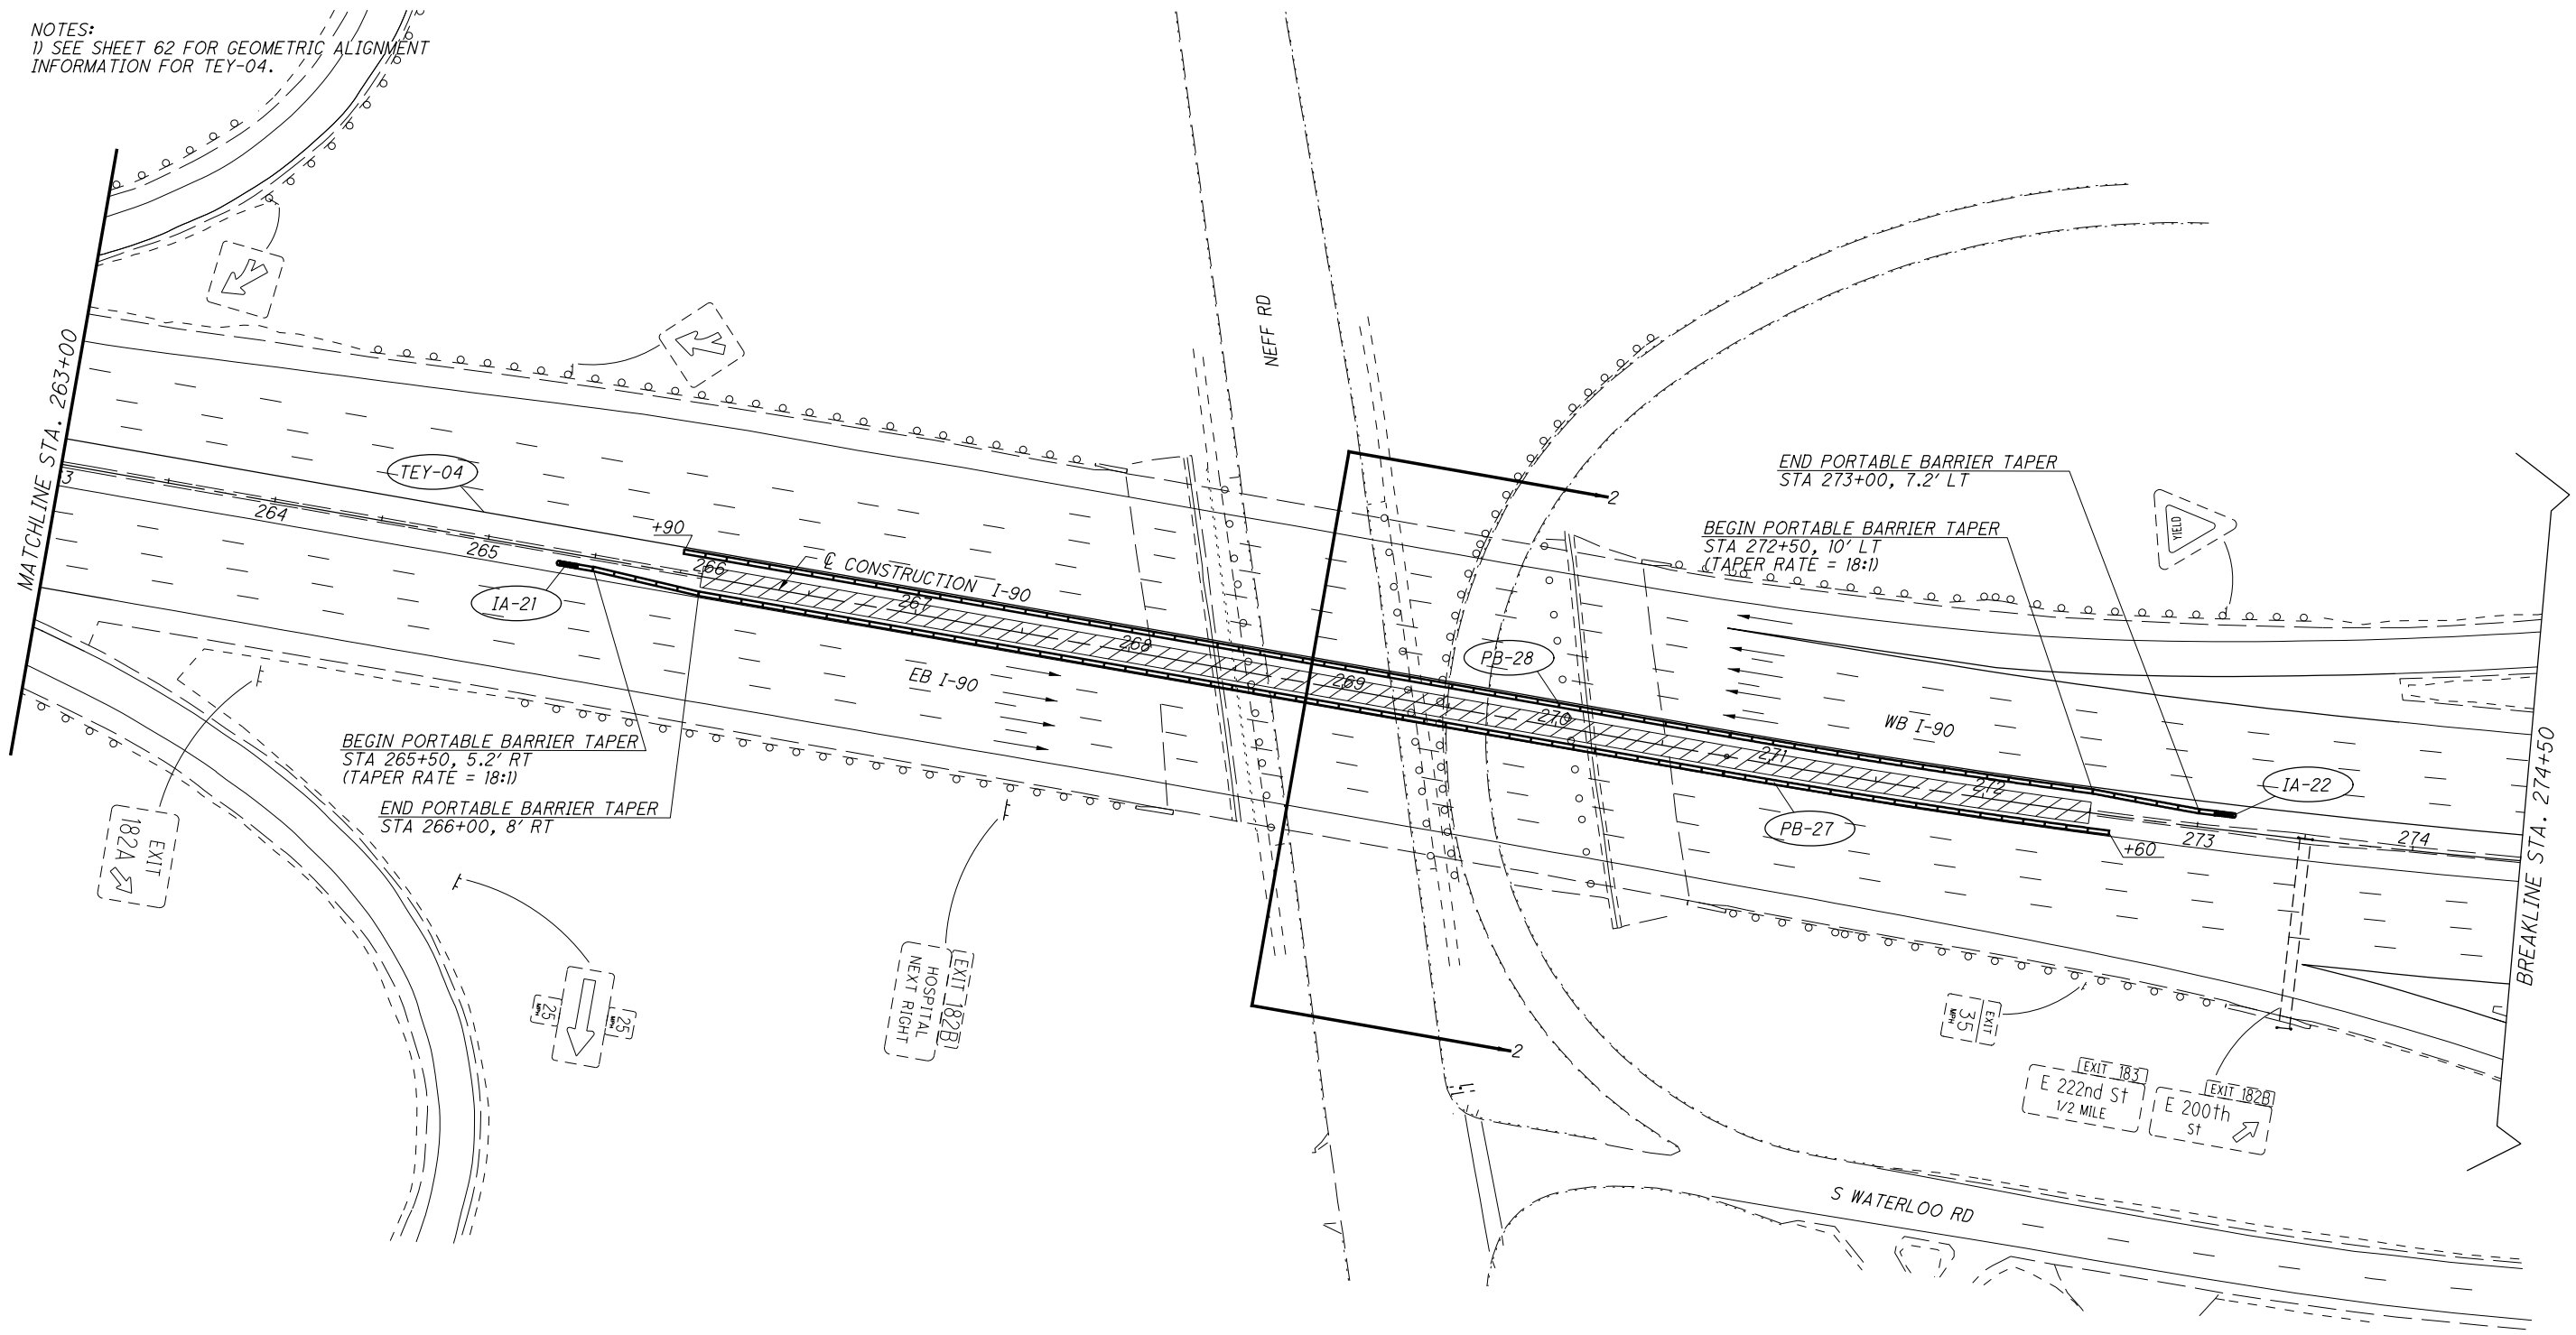 NOTES:
1) SEE SHEET 62 FOR GEOMETRIC ALIGNMENT
INFORMATION FOR TEY-04.
MATCHLINE STA. 263+00
3
264
265
266
267
268
269
270
271
272
273
274
TEY-04
+90
IA-21
℄ CONSTRUCTION I-90
NEFF RD
EB I-90
WB I-90
PB-28
PB-27
IA-22
+60
2
2
BEGIN PORTABLE BARRIER TAPER
STA 265+50, 5.2' RT
(TAPER RATE = 18:1)
END PORTABLE BARRIER TAPER
STA 266+00, 8' RT
END PORTABLE BARRIER TAPER
STA 273+00, 7.2' LT
BEGIN PORTABLE BARRIER TAPER
STA 272+50, 10' LT
(TAPER RATE = 18:1)
YIELD
BREAKLINE STA. 274+50
EXIT
182A
25
MPH
25
MPH
EXIT 182B
HOSPITAL
NEXT RIGHT
EXIT
35
MPH
EXIT 183
E 222nd St
1/2 MILE
EXIT 182B
E 200th
St
S WATERLOO RD